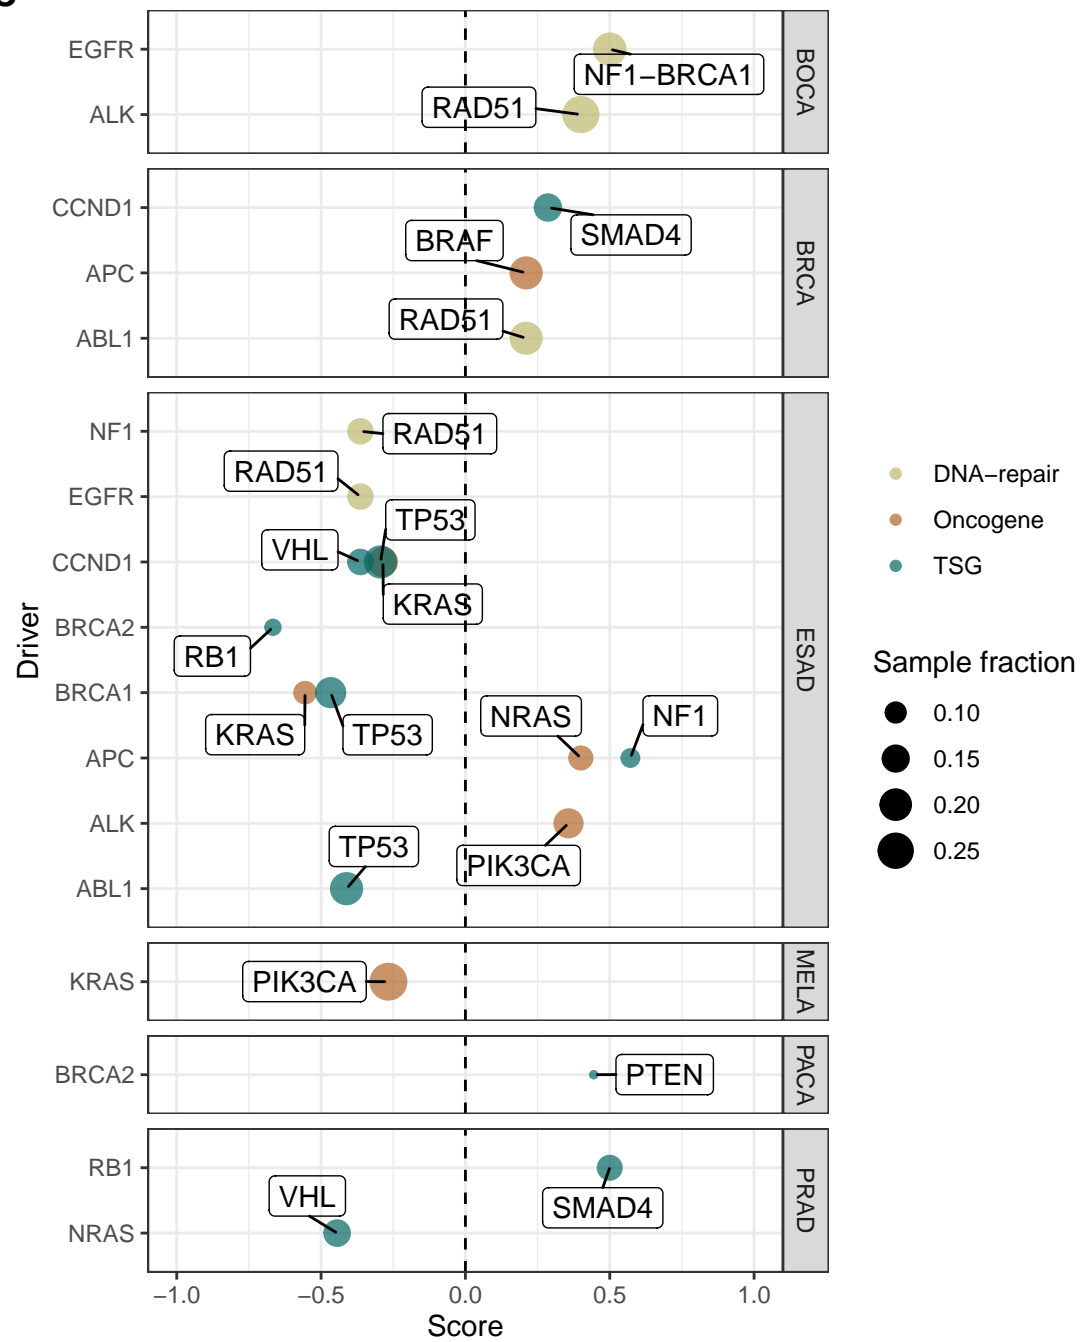 EGFR
NF1−BRCA1
ALK
RAD51
BOCA
CCND1
SMAD4
BRAF
APC
RAD51
ABL1
BRCA
NF1
RAD51
EGFR
RAD51
TP53
CCND1
VHL
KRAS
BRCA2
RB1
BRCA1
KRAS
TP53
NRAS
NF1
APC
ALK
PIK3CA
TP53
ABL1
ESAD
KRAS
PIK3CA
MELA
BRCA2
PTEN
PACA
RB1
SMAD4
VHL
NRAS
PRAD
−1.0
−0.5
0.0
0.5
1.0
Score
Driver
DNA−repair
Oncogene
TSG
Sample fraction
0.10
0.15
0.20
0.25